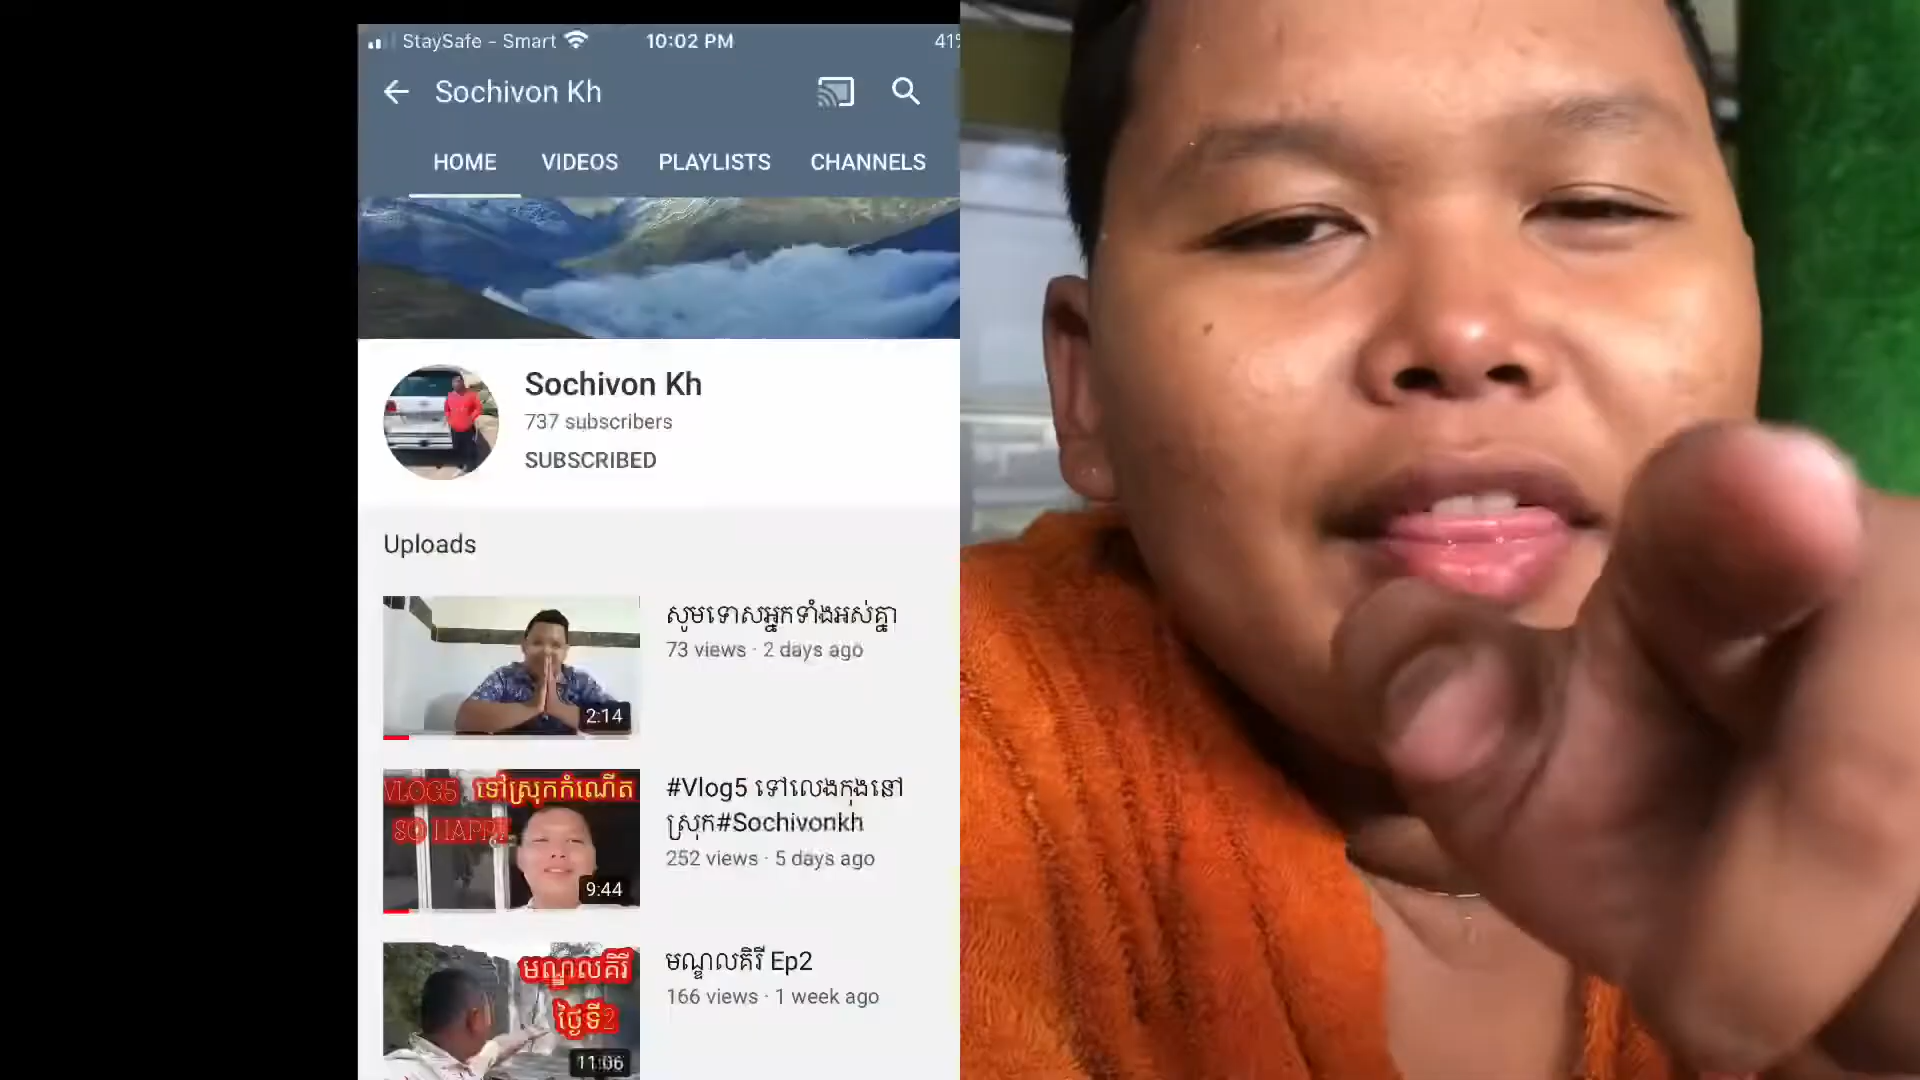 StaySafe - Smart 10:02 PM 41%
Sochivon Kh
HOME VIDEOS PLAYLISTS CHANNELS
Sochivon Kh
737 subscribers
SUBSCRIBED
Uploads
សូមទោសអ្នកទាំងអស់គ្នា
73 views · 2 days ago
2:14
VLOG5 ទៅស្រុកកំណើត
SO HAPPY
9:44
#Vlog5 ទៅលេងកុងនៅ
ស្រុក#Sochivonkh
252 views · 5 days ago
មណ្ឌលគិរី
ថ្ងៃទី2
11:06
មណ្ឌលគិរី Ep2
166 views · 1 week ago